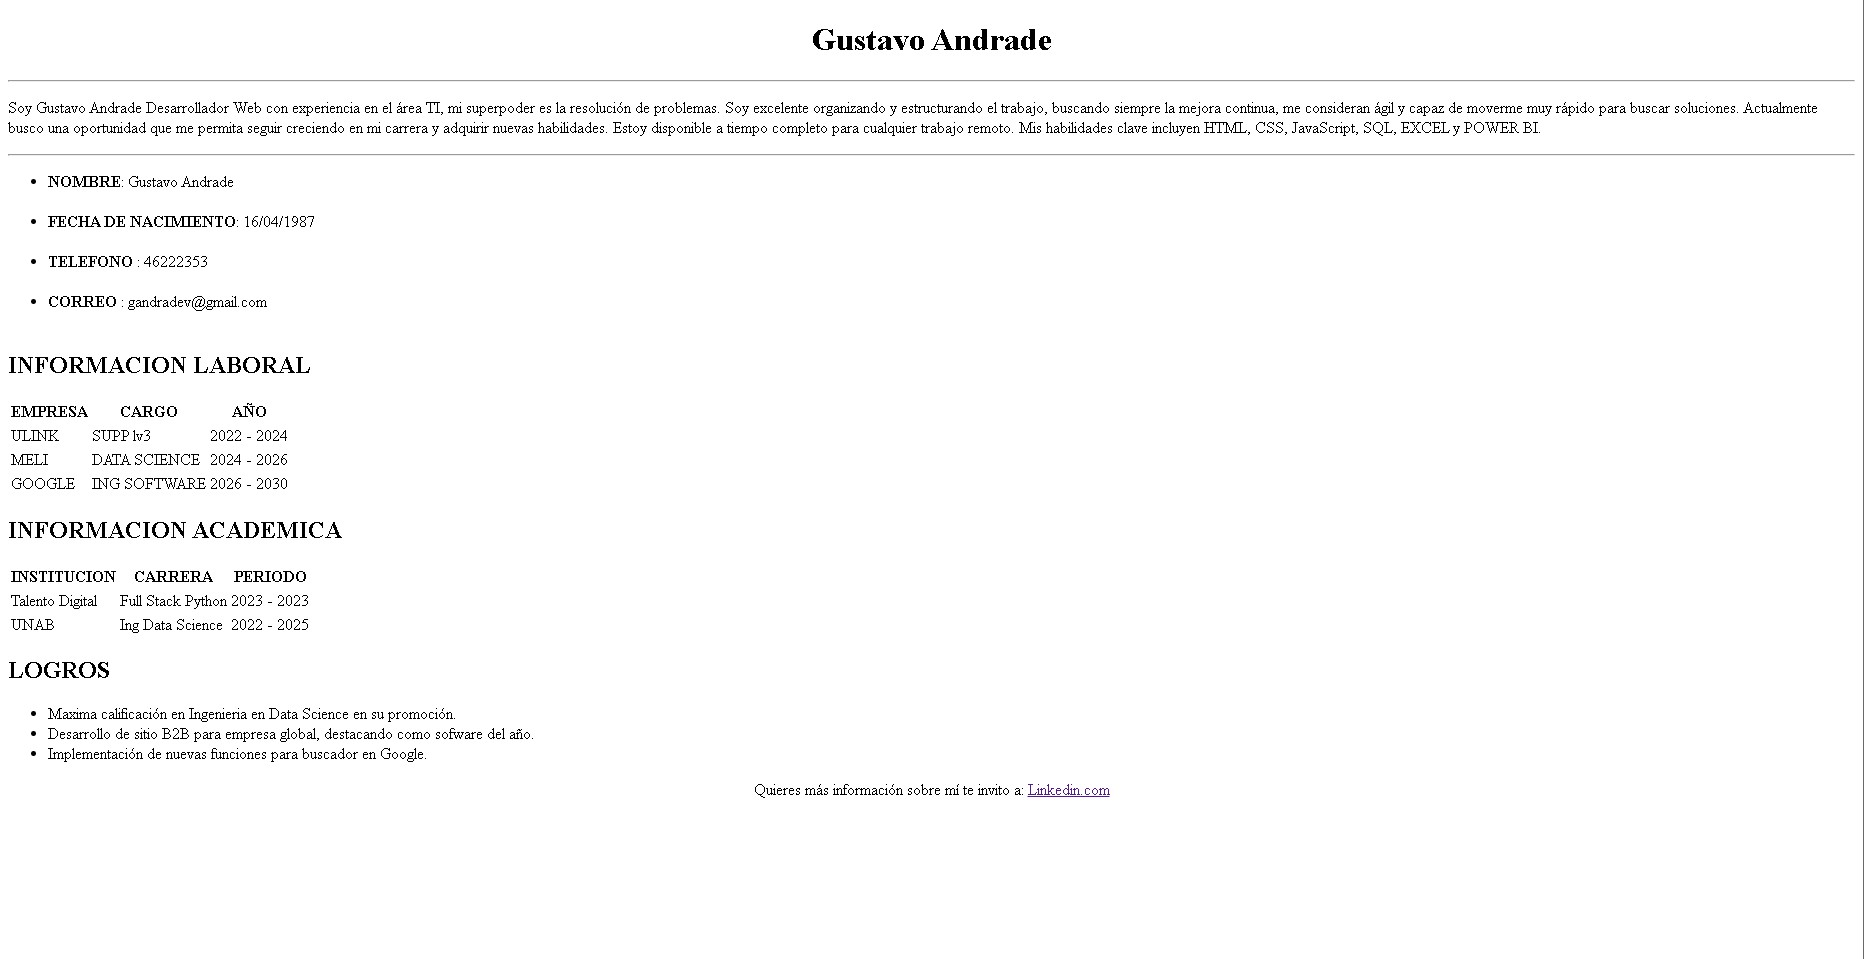 Gustavo Andrade
Soy Gustavo Andrade Desarrollador Web con experiencia en el área TI, mi superpoder es la resolución de problemas. Soy excelente organizando y estructurando el trabajo, buscando siempre la mejora continua, me consideran ágil y capaz de moverme muy rápido para buscar soluciones. Actualmente
busco una oportunidad que me permita seguir creciendo en mi carrera y adquirir nuevas habilidades. Estoy disponible a tiempo completo para cualquier trabajo remoto. Mis habilidades clave incluyen HTML, CSS, JavaScript, SQL, EXCEL y POWER BI.
• NOMBRE: Gustavo Andrade
• FECHA DE NACIMIENTO: 16/04/1987
• TELEFONO : 46222353
• CORREO : gandradev@gmail.com
INFORMACION LABORAL
EMPRESA CARGO AÑO
ULINK SUPP lv3 2022 - 2024
MELI DATA SCIENCE 2024 - 2026
GOOGLE ING SOFTWARE 2026 - 2030
INFORMACION ACADEMICA
INSTITUCION CARRERA PERIODO
Talento Digital Full Stack Python 2023 - 2023
UNAB Ing Data Science 2022 - 2025
LOGROS
• Maxima calificación en Ingenieria en Data Science en su promoción.
• Desarrollo de sitio B2B para empresa global, destacando como sofware del año.
• Implementación de nuevas funciones para buscador en Google.
Quieres más información sobre mí te invito a: Linkedin.com